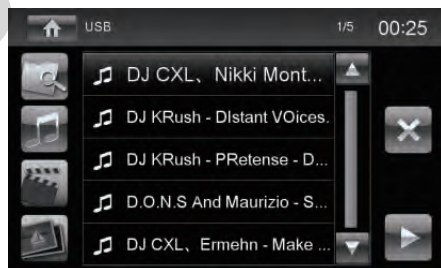 USB 1/5 00:25
DJ CXL、Nikki Mont...
DJ KRush - DIstant VOices.
DJ KRush - PRetense - D...
D.O.N.S And Maurizio - S...
DJ CXL、Ermehn - Make ...